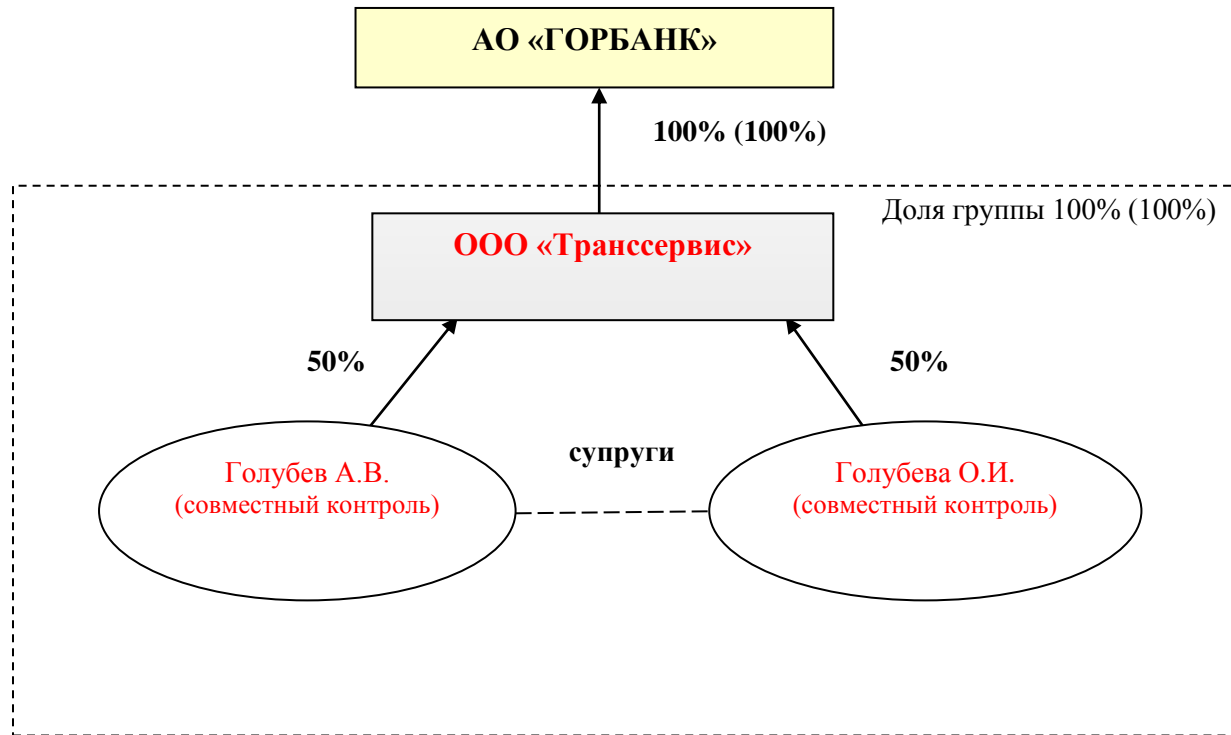 АО «ГОРБАНК»
100% (100%)
Доля группы 100% (100%)
ООО «Транссервис»
50%
50%
супруги
Голубев А.В.
(совместный контроль)
Голубева О.И.
(совместный контроль)